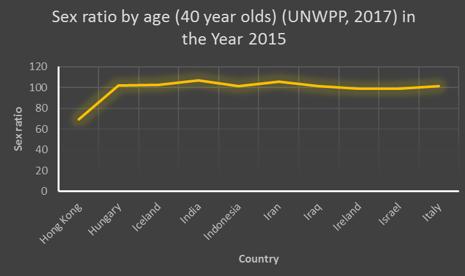 Sex ratio by age (40 year olds) (UNWPP, 2017) in
the Year 2015
120
100
80
60
40
20
0
Sex ratio
Hong Kong
Hungary
Iceland
India
Indonesia
Iran
Iraq
Ireland
Israel
Italy
Country